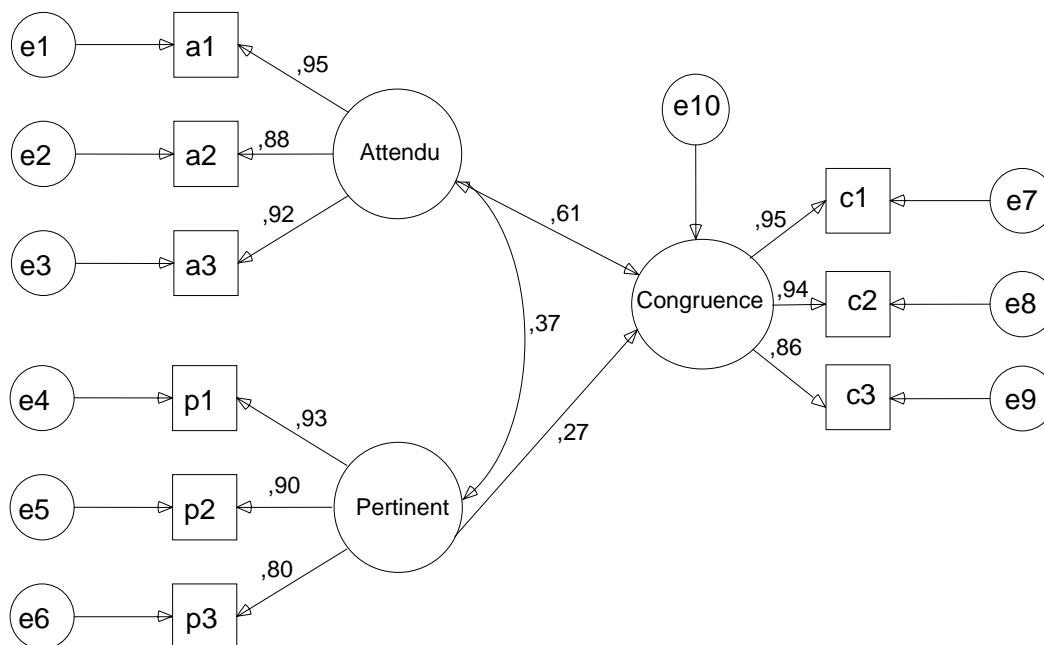 e1
a1
,95
e2
a2
,88
Attendu
e3
a3
,92
e10
,61
,37
,95
c1
e7
Congruence
,94
c2
e8
,86
c3
e9
e4
p1
,93
,27
e5
p2
,90
Pertinent
e6
p3
,80